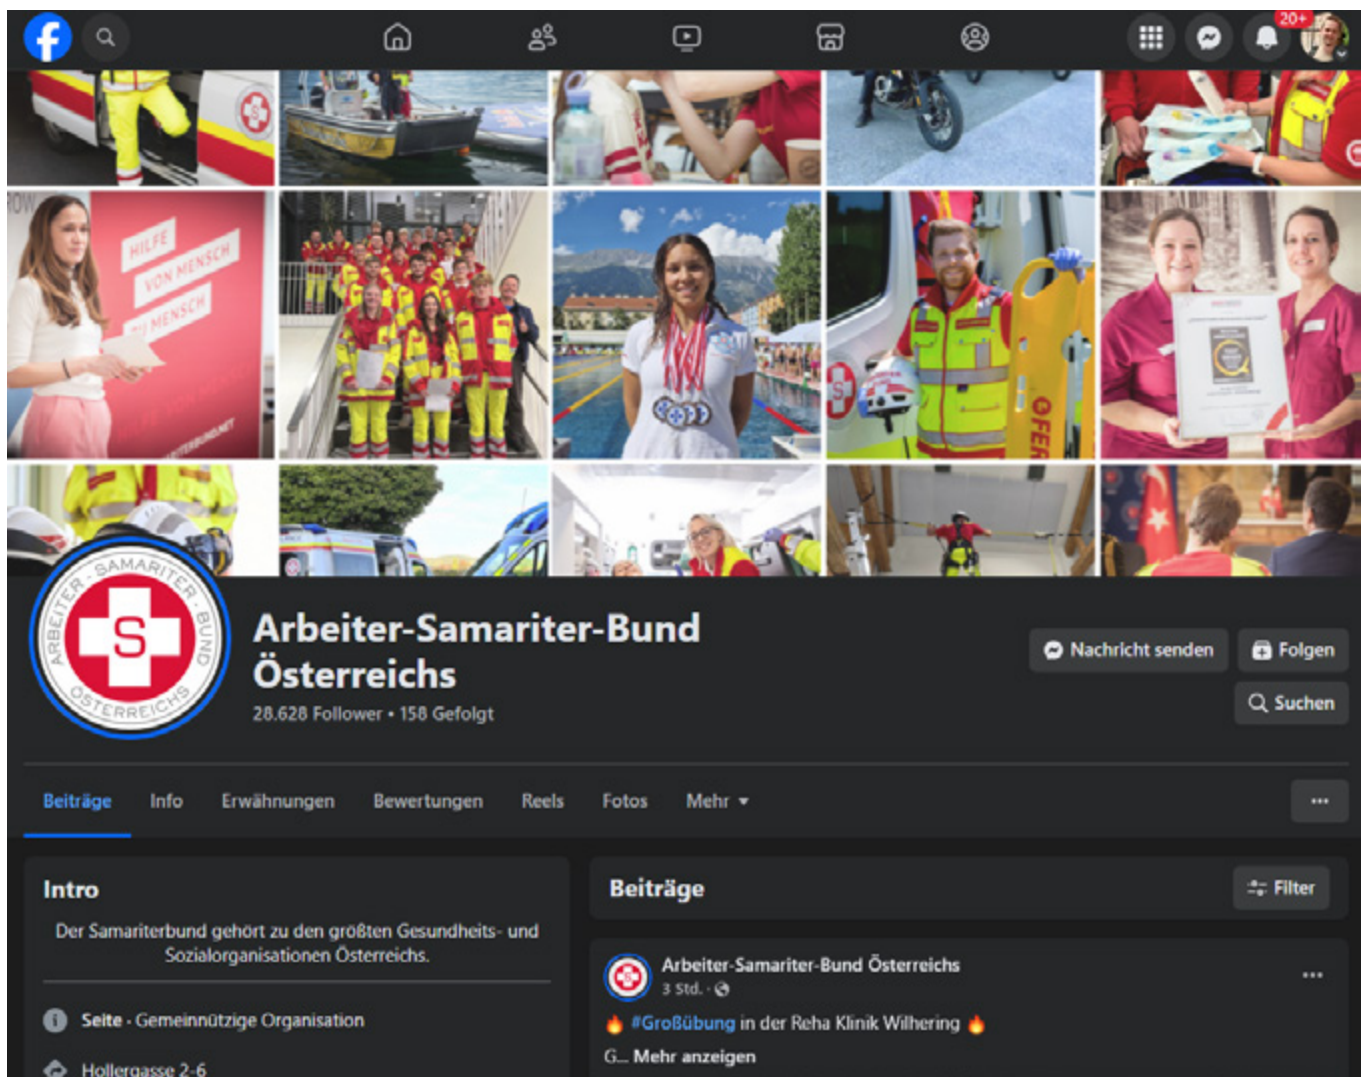 20+
HILFE
VON MENSCH
ZU MENSCH
S
FER
ARBEITER · SAMARITER · BUND
ÖSTERREICHS
S
Arbeiter-Samariter-Bund
Österreichs
28.628 Follower • 158 Gefolgt
Nachricht senden
Folgen
Suchen
Beiträge
Info
Erwähnungen
Bewertungen
Reels
Fotos
Mehr
Intro
Der Samariterbund gehört zu den größten Gesundheits- und
Sozialorganisationen Österreichs.
Seite · Gemeinnützige Organisation
Hollergasse 2-6
Beiträge
Filter
Arbeiter-Samariter-Bund Österreichs
3 Std. ·
🔥 #Großübung in der Reha Klinik Wilhering 🔥
G... Mehr anzeigen